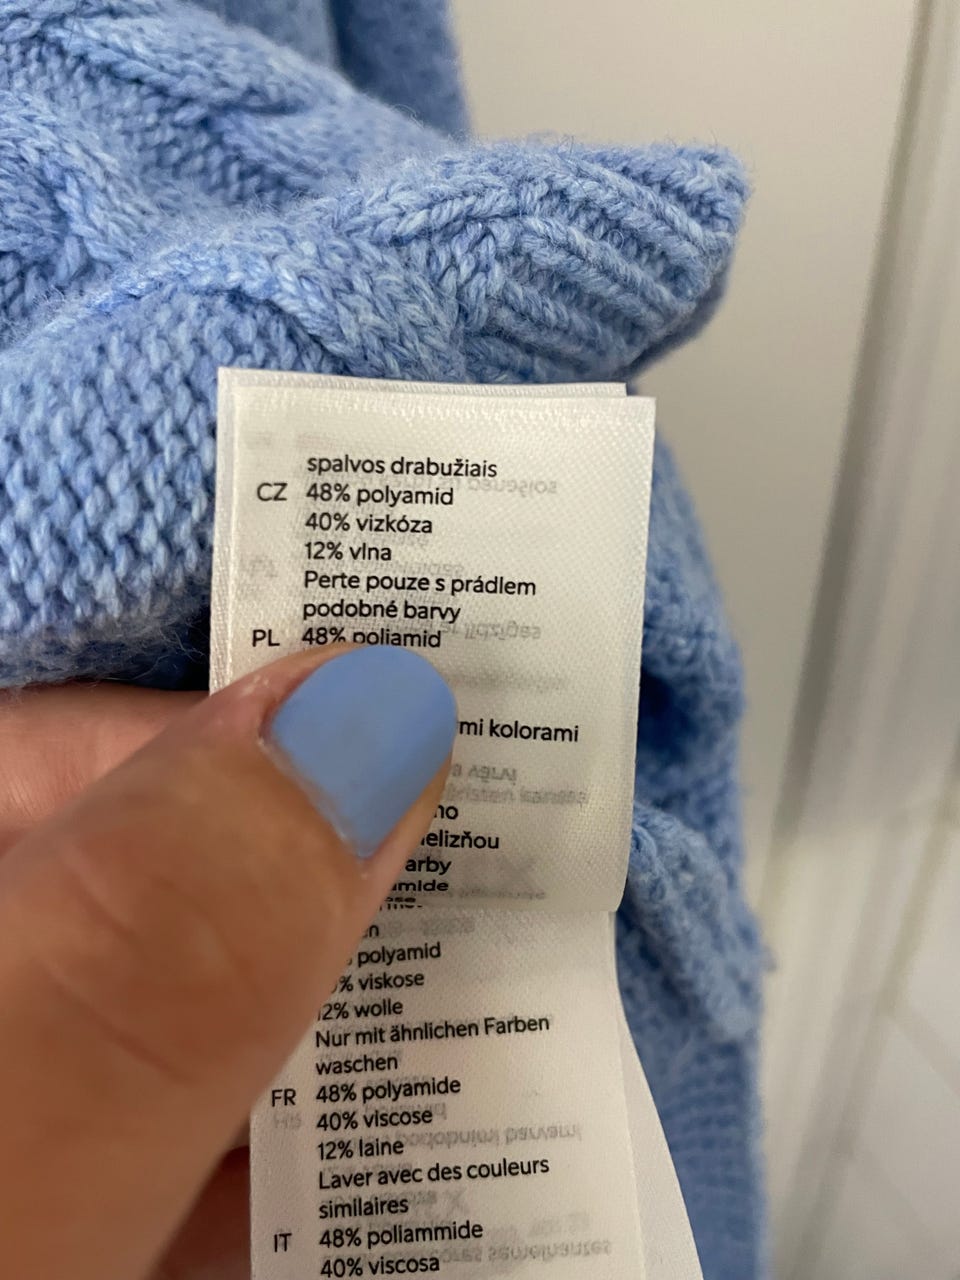 spalvos drabužiais
CZ 48% polyamid
40% vizkóza
12% vlna
Perte pouze s prádlem
podobné barvy
PL 48% poliamid
kolorami
polyamid
viskose
12% wolle
Nur mit ähnlichen Farben
waschen
FR 48% polyamide
40% viscose
12% laine
Laver avec des couleurs
similaires
IT 48% poliammide
40% viscosa